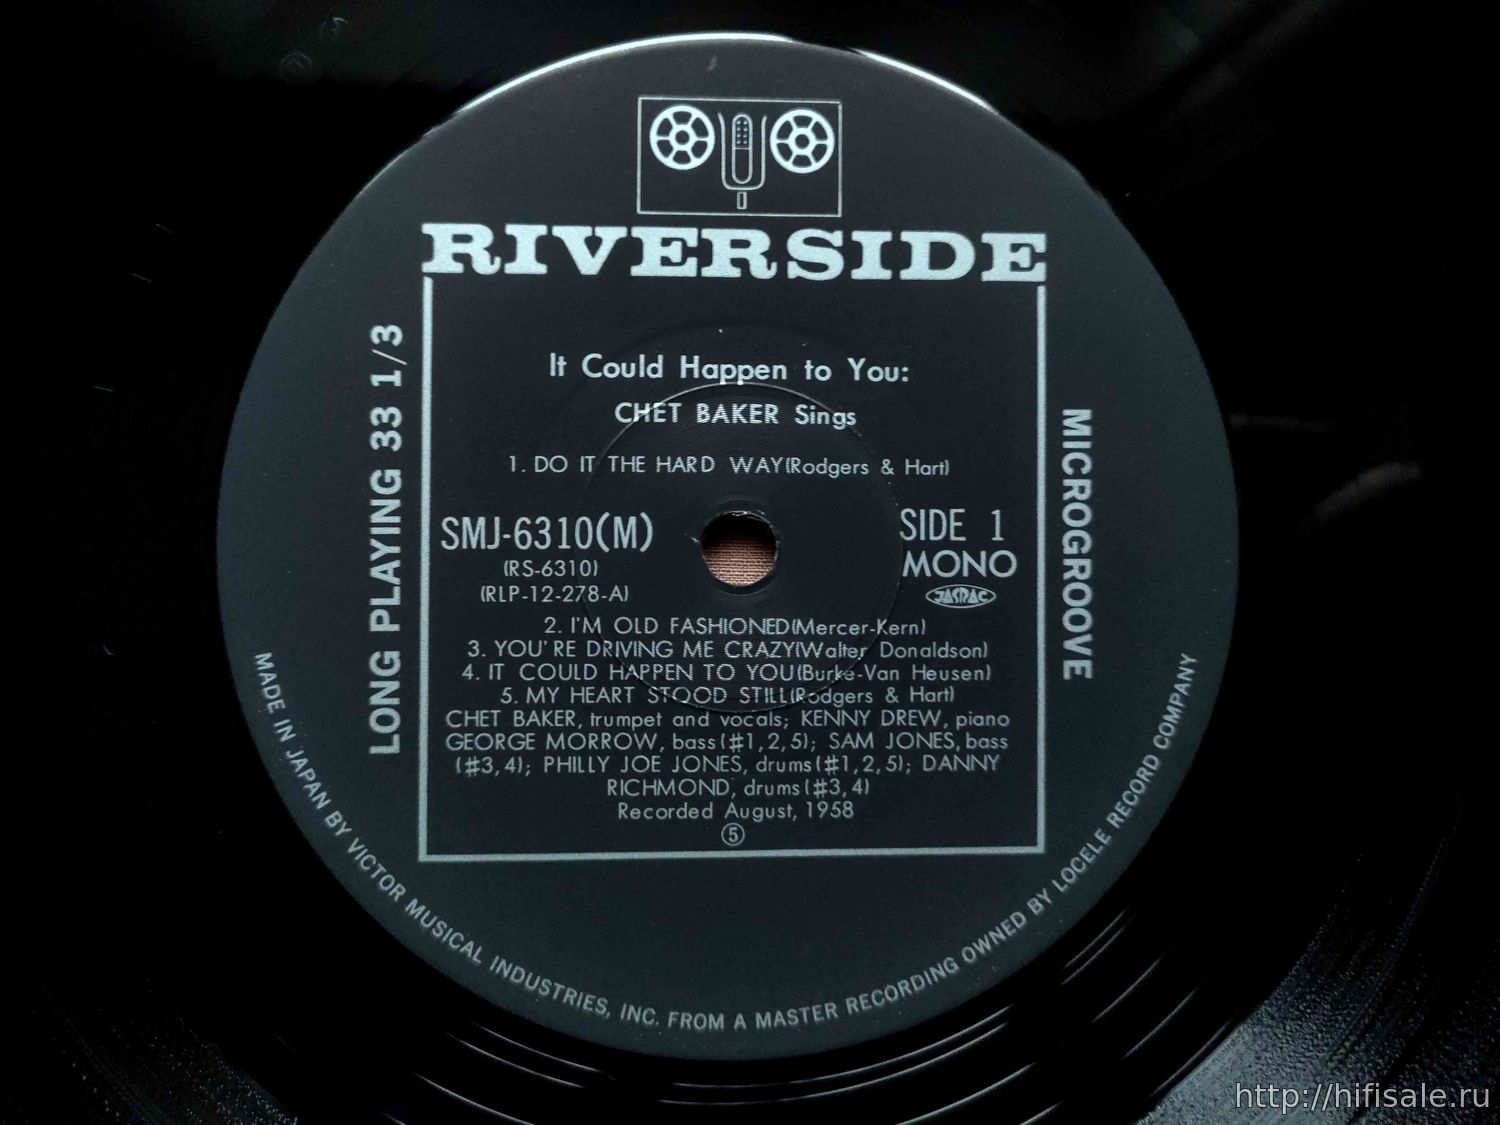 RIVERSIDE
LONG PLAYING 33 1/3
MICROGROOVE
It Could Happen to You:
CHET BAKER Sings
1. DO IT THE HARD WAY(Rodgers & Hart)
SMJ-6310(M)
(RS-6310)
(RLP-12-278-A)
SIDE 1
MONO
JASRAC
2. I'M OLD FASHIONED(Mercer-Kern)
3. YOU'RE DRIVING ME CRAZY(Walter Donaldson)
4. IT COULD HAPPEN TO YOU(Burke-Van Heusen)
5. MY HEART STOOD STILL(Rodgers & Hart)
CHET BAKER, trumpet and vocals; KENNY DREW, piano
GEORGE MORROW, bass(♯1,2,5); SAM JONES, bass
(♯3,4); PHILLY JOE JONES, drums(♯1,2,5); DANNY
RICHMOND, drums(♯3,4)
Recorded August, 1958
⑤
MADE IN JAPAN BY VICTOR MUSICAL INDUSTRIES, INC. FROM A MASTER RECORDING OWNED BY LOCELE RECORD COMPANY
http://hifisale.ru